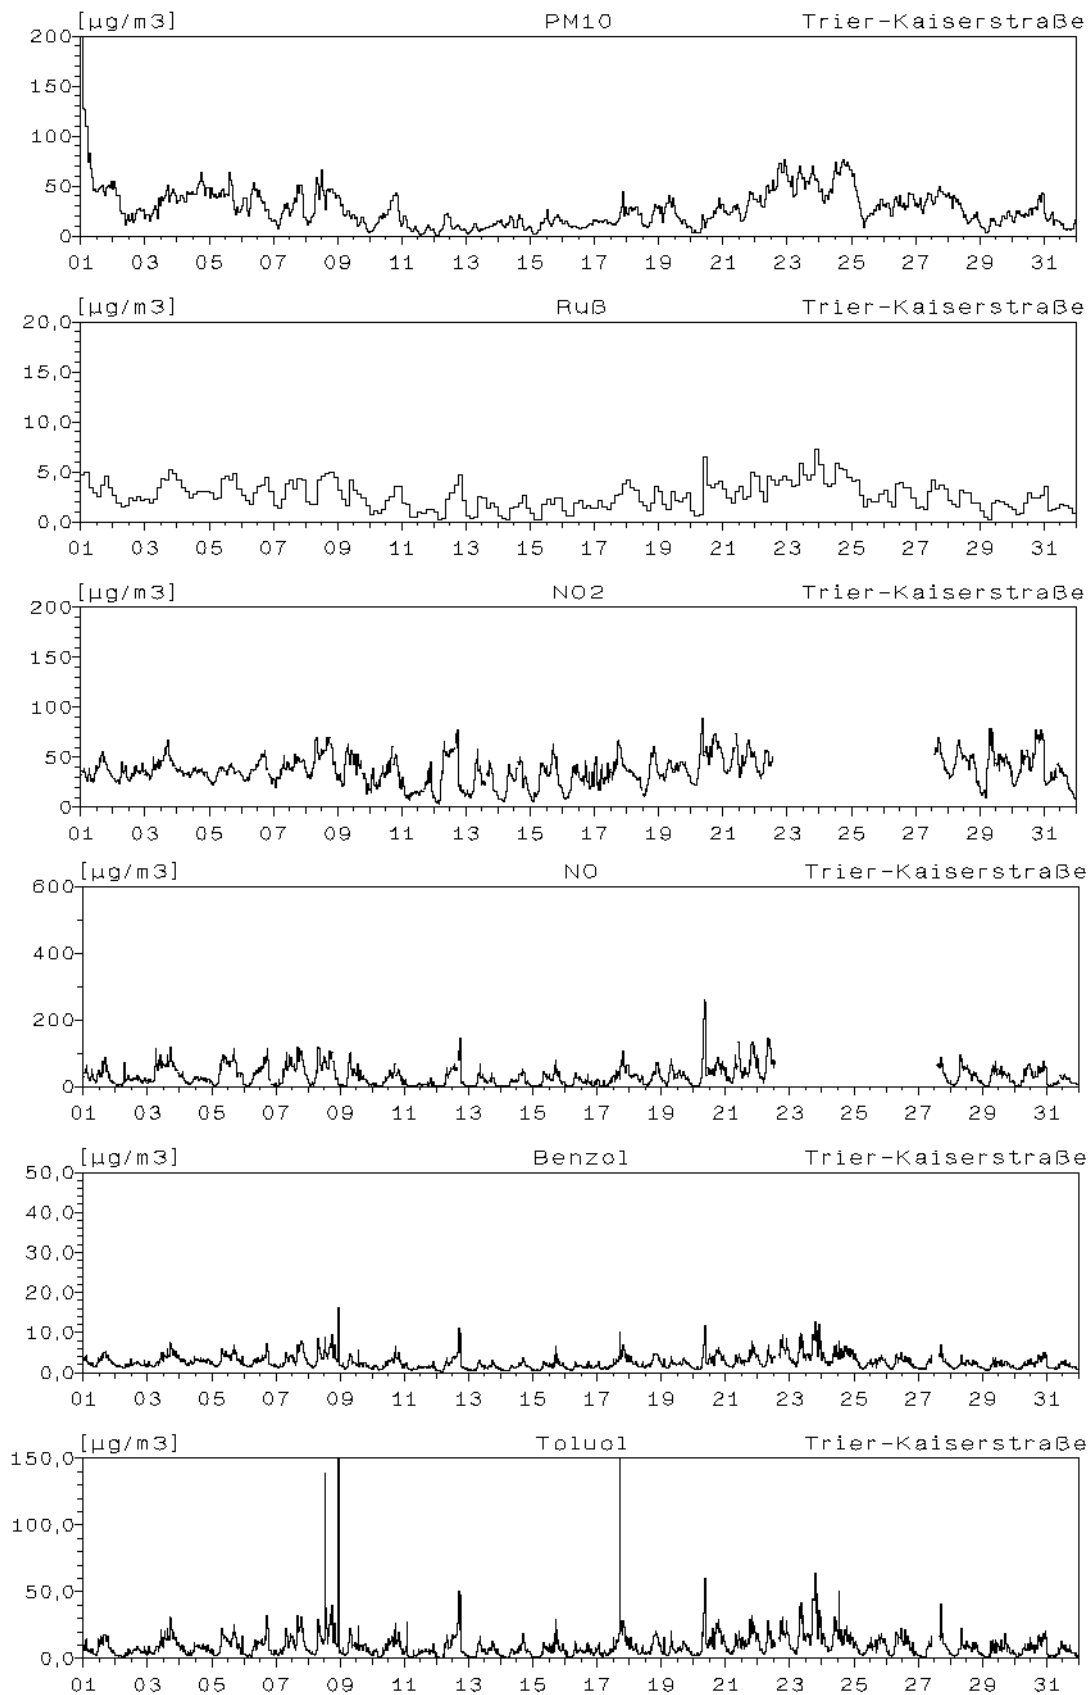 [µg/m3] PM10 Trier-Kaiserstraße
200
150
100
50
0
01 03 05 07 09 11 13 15 17 19 21 23 25 27 29 31
[µg/m3] Ruß Trier-Kaiserstraße
20,0
15,0
10,0
5,0
0,0
01 03 05 07 09 11 13 15 17 19 21 23 25 27 29 31
[µg/m3] NO2 Trier-Kaiserstraße
200
150
100
50
0
01 03 05 07 09 11 13 15 17 19 21 23 25 27 29 31
[µg/m3] NO Trier-Kaiserstraße
600
400
200
0
01 03 05 07 09 11 13 15 17 19 21 23 25 27 29 31
[µg/m3] Benzol Trier-Kaiserstraße
50,0
40,0
30,0
20,0
10,0
0,0
01 03 05 07 09 11 13 15 17 19 21 23 25 27 29 31
[µg/m3] Toluol Trier-Kaiserstraße
150,0
100,0
50,0
0,0
01 03 05 07 09 11 13 15 17 19 21 23 25 27 29 31